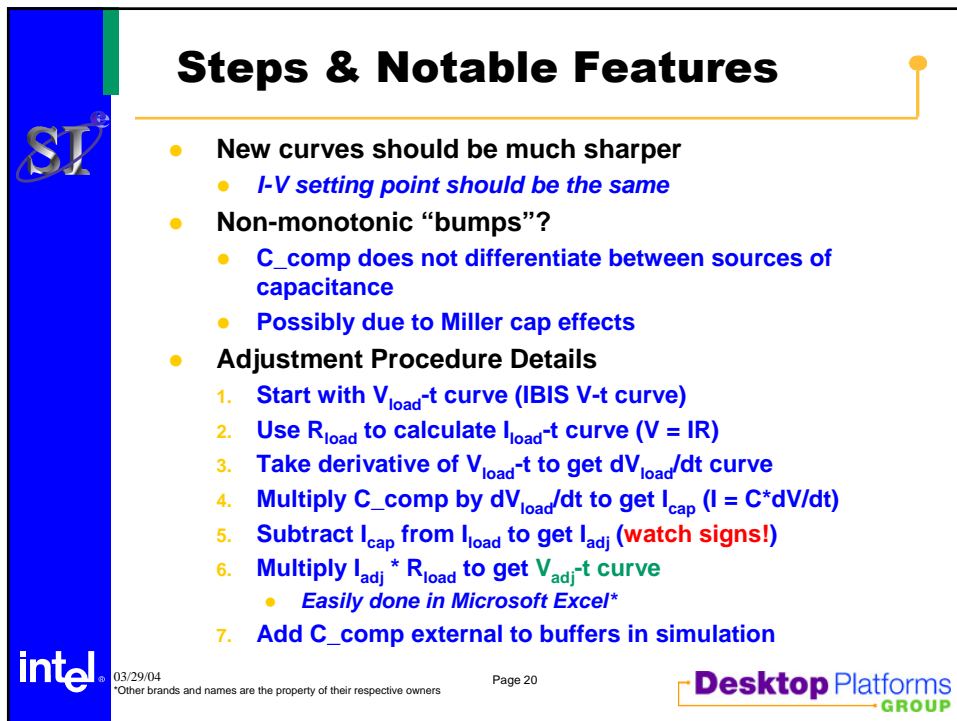 Steps & Notable Features
SI
e
● New curves should be much sharper
● I-V setting point should be the same
● Non-monotonic “bumps”?
● C_comp does not differentiate between sources of
capacitance
● Possibly due to Miller cap effects
● Adjustment Procedure Details
1. Start with Vload-t curve (IBIS V-t curve)
2. Use Rload to calculate Iload-t curve (V = IR)
3. Take derivative of Vload-t to get dVload/dt curve
4. Multiply C_comp by dVload/dt to get Icap (I = C*dV/dt)
5. Subtract Icap from Iload to get Iadj (watch signs!)
6. Multiply Iadj * Rload to get Vadj-t curve
● Easily done in Microsoft Excel*
7. Add C_comp external to buffers in simulation
intel®
03/29/04
*Other brands and names are the property of their respective owners
Page 20
Desktop Platforms
GROUP